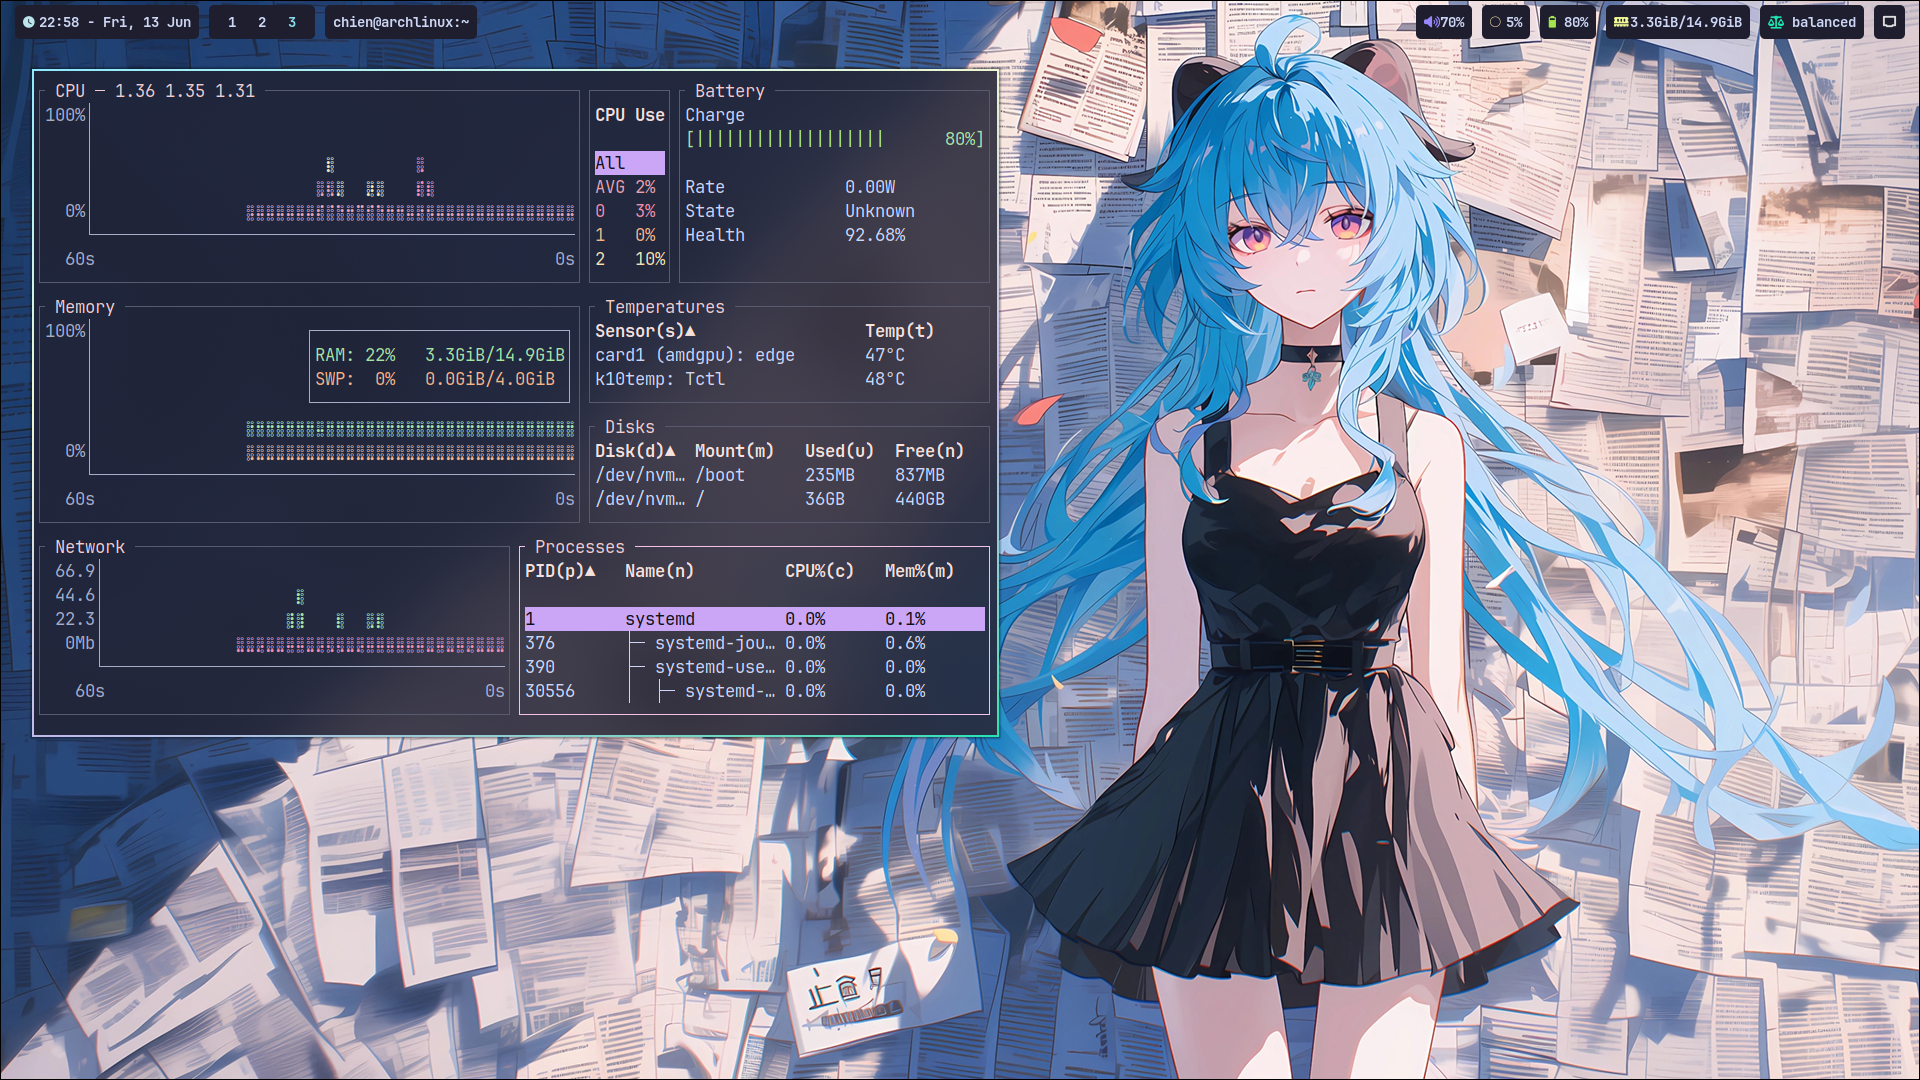 22:58 - Fri, 13 Jun
1 2 3
chien@archlinux:~
70%
5%
80%
3.3GiB/14.9GiB
balanced
CPU — 1.36 1.35 1.31
100%
0%
60s 0s
CPU Use
All
AVG 2%
0 3%
1 0%
2 10%
Battery
Charge
[||||||||||||||||||| 80%]
Rate 0.00W
State Unknown
Health 92.68%
Memory
100%
RAM: 22% 3.3GiB/14.9GiB
SWP: 0% 0.0GiB/4.0GiB
0%
60s 0s
Temperatures
Sensor(s)▲ Temp(t)
card1 (amdgpu): edge 47°C
k10temp: Tctl 48°C
Disks
Disk(d)▲ Mount(m) Used(u) Free(n)
/dev/nvm… /boot 235MB 837MB
/dev/nvm… / 36GB 440GB
Network
66.9
44.6
22.3
0Mb
60s 0s
Processes
PID(p)▲ Name(n) CPU%(c) Mem%(m)
1 systemd 0.0% 0.1%
376 systemd-jou… 0.0% 0.6%
390 systemd-use… 0.0% 0.0%
30556 systemd-… 0.0% 0.0%